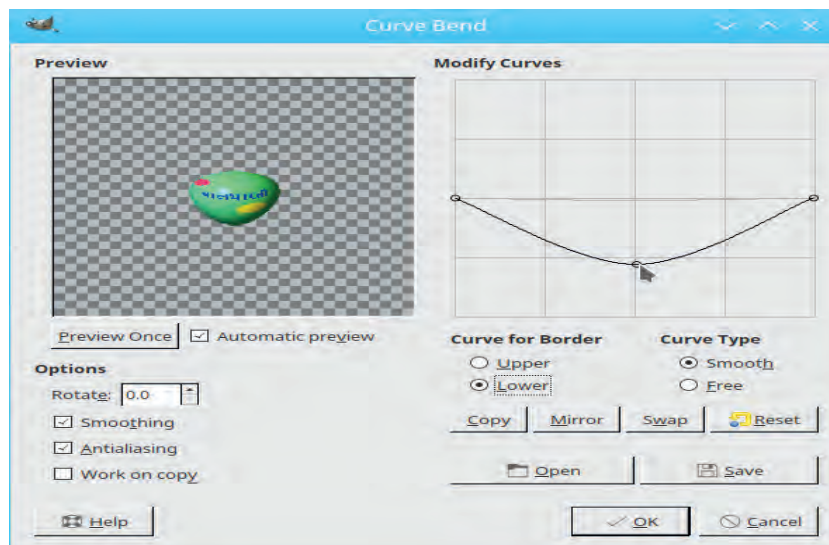 Curve Bend
Preview
Modify Curves
Preview Once
Automatic preview
Curve for Border
Curve Type
Upper
Smooth
Lower
Free
Options
Rotate: 0.0
Smoothing
Antialiasing
Work on copy
Copy
Mirror
Swap
Reset
Open
Save
Help
OK
Cancel